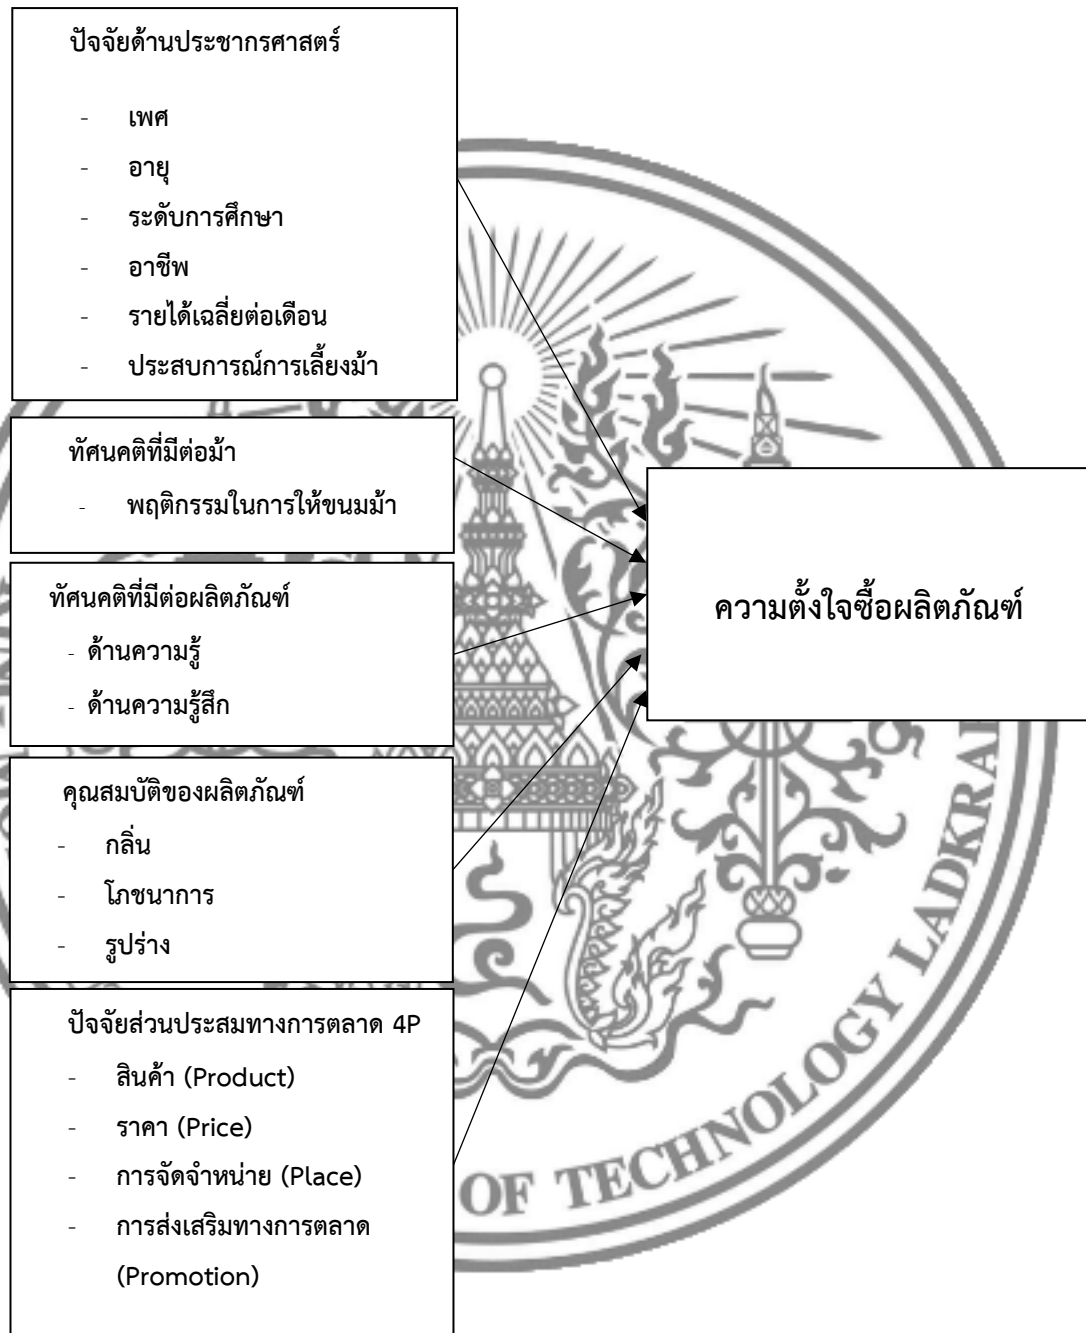 ปัจจัยด้านประชากรศาสตร์
- เพศ
- อายุ
- ระดับการศึกษา
- อาชีพ
- รายได้เฉลี่ยต่อเดือน
- ประสบการณ์การเลี้ยงม้า
ทัศนคติที่มีต่อม้า
- พฤติกรรมในการให้ขนมม้า
ทัศนคติที่มีต่อผลิตภัณฑ์
- ด้านความรู้
- ด้านความรู้สึก
คุณสมบัติของผลิตภัณฑ์
- กลิ่น
- โภชนาการ
- รูปร่าง
ปัจจัยส่วนประสมทางการตลาด 4P
- สินค้า (Product)
- ราคา (Price)
- การจัดจำหน่าย (Place)
- การส่งเสริมทางการตลาด
(Promotion)
ความตั้งใจซื้อผลิตภัณฑ์
OF TECHNOLOGY LADKRA